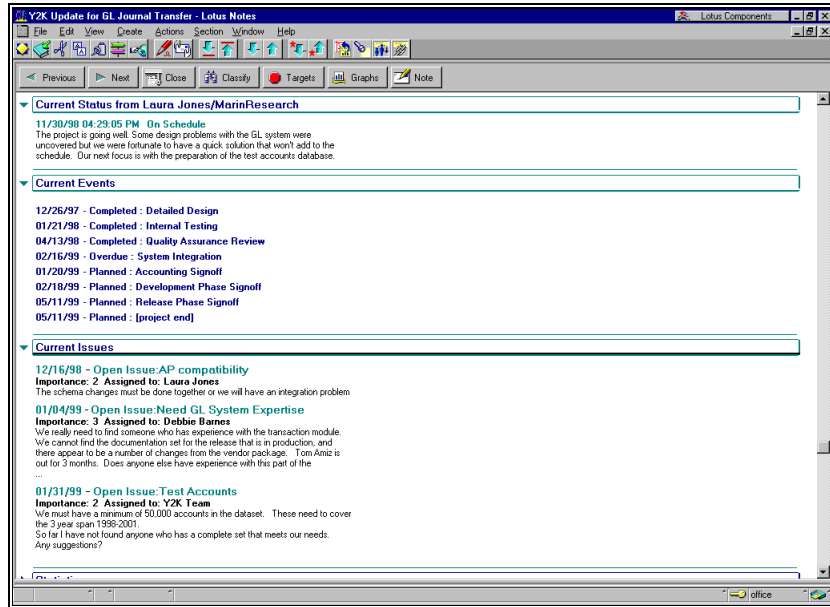 Y2K Update for GL Journal Transfer - Lotus Notes
Lotus Components
File Edit View Create Actions Section Window Help
Previous Next Close Classify Targets Graphs Note
Current Status from Laura Jones/MarinResearch
11/30/98 04:29:05 PM On Schedule
The project is going well. Some design problems with the GL system were
uncovered but we were fortunate to have a quick solution that won't add to the
schedule. Our next focus is with the preparation of the test accounts database.
Current Events
12/26/97 - Completed : Detailed Design
01/21/98 - Completed : Internal Testing
04/13/98 - Completed : Quality Assurance Review
02/16/99 - Overdue : System Integration
01/20/99 - Planned : Accounting Signoff
02/18/99 - Planned : Development Phase Signoff
05/11/99 - Planned : Release Phase Signoff
05/11/99 - Planned : [project end]
Current Issues
12/16/98 - Open Issue:AP compatibility
Importance: 2 Assigned to: Laura Jones
The schema changes must be done together or we will have an integration problem
01/04/99 - Open Issue:Need GL System Expertise
Importance: 3 Assigned to: Debbie Barnes
We really need to find someone who has experience with the transaction module.
We cannot find the documentation set for the release that is in production, and
there appear to be a number of changes from the vendor package. Tom Amiz is
out for 3 months. Does anyone else have experience with this part of the
...
01/31/99 - Open Issue:Test Accounts
Importance: 2 Assigned to: Y2K Team
We must have a minimum of 50,000 accounts in the dataset. These need to cover
the 3 year span 1998-2001.
So far I have not found anyone who has a complete set that meets our needs.
Any suggestions?
office